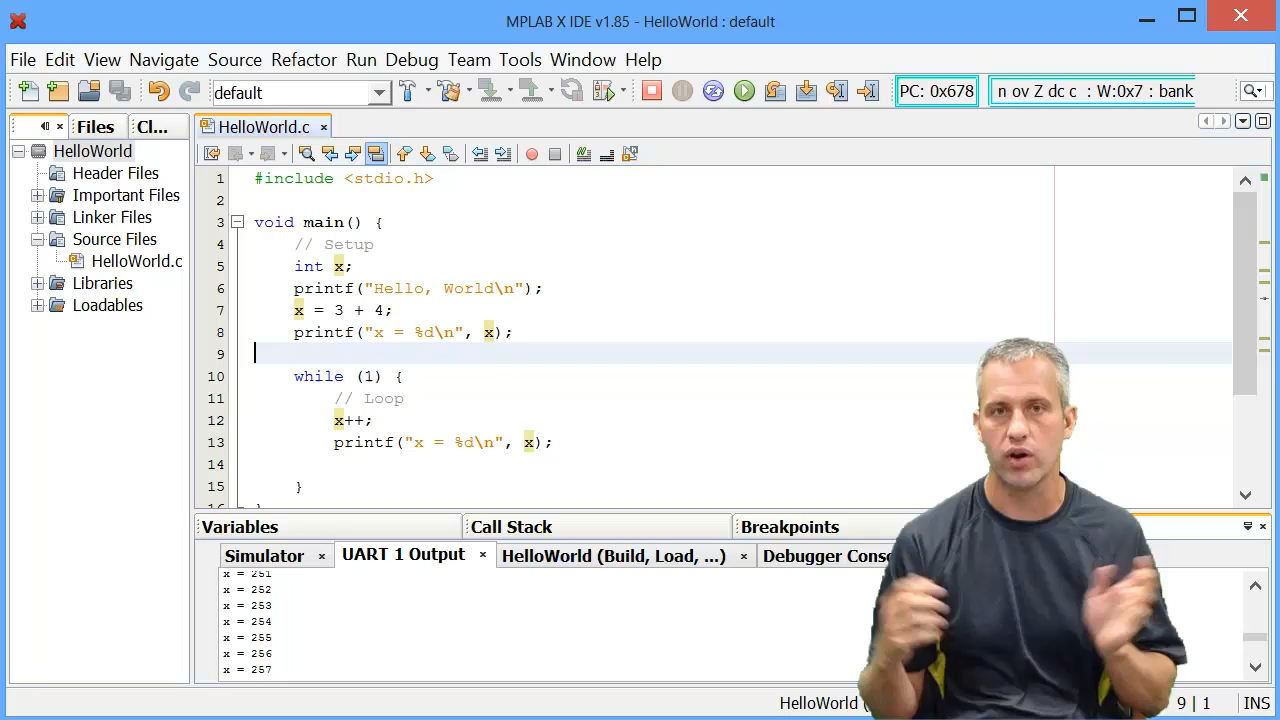 MPLAB X IDE v1.85 - HelloWorld : default
File Edit View Navigate Source Refactor Run Debug Team Tools Window Help
default
PC: 0x678
n ov Z dc c : W:0x7 : bank
Files
Cl...
HelloWorld.c
HelloWorld
Header Files
Important Files
Linker Files
Source Files
HelloWorld.c
Libraries
Loadables
1 #include <stdio.h>
2
3 void main() {
4 // Setup
5 int x;
6 printf("Hello, World\n");
7 x = 3 + 4;
8 printf("x = %d\n", x);
9
10 while (1) {
11 // Loop
12 x++;
13 printf("x = %d\n", x);
14
15 }
16 }
Variables
Call Stack
Breakpoints
Simulator
UART 1 Output
HelloWorld (Build, Load, ...)
Debugger Conso
x = 251
x = 252
x = 253
x = 254
x = 255
x = 256
x = 257
HelloWorld (
9 | 1
INS